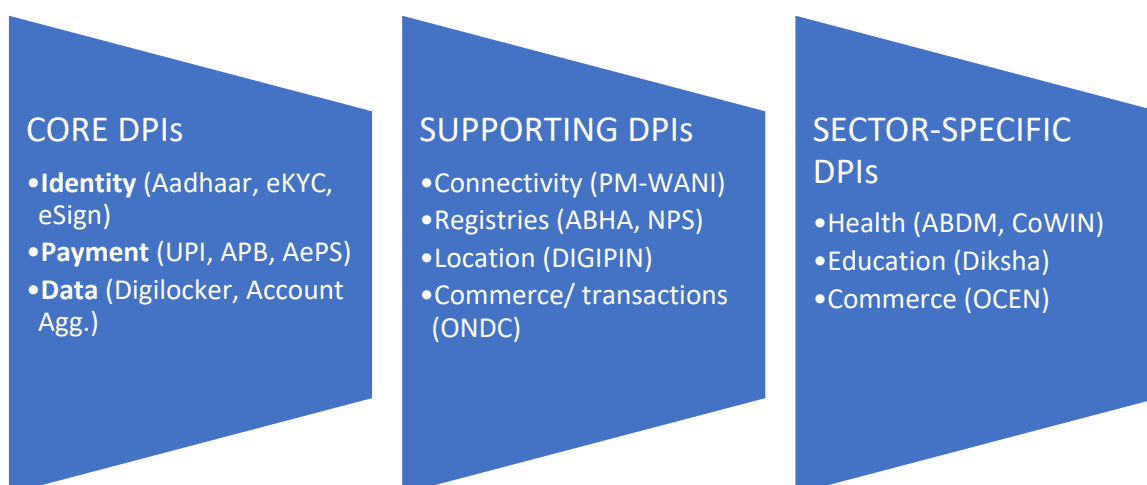 CORE DPIs
•Identity (Aadhaar, eKYC,
eSign)
•Payment (UPI, APB, AePS)
•Data (Digilocker, Account
Agg.)
SUPPORTING DPIs
•Connectivity (PM-WANI)
•Registries (ABHA, NPS)
•Location (DIGIPIN)
•Commerce/ transactions
(ONDC)
SECTOR-SPECIFIC
DPIs
•Health (ABDM, CoWIN)
•Education (Diksha)
•Commerce (OCEN)